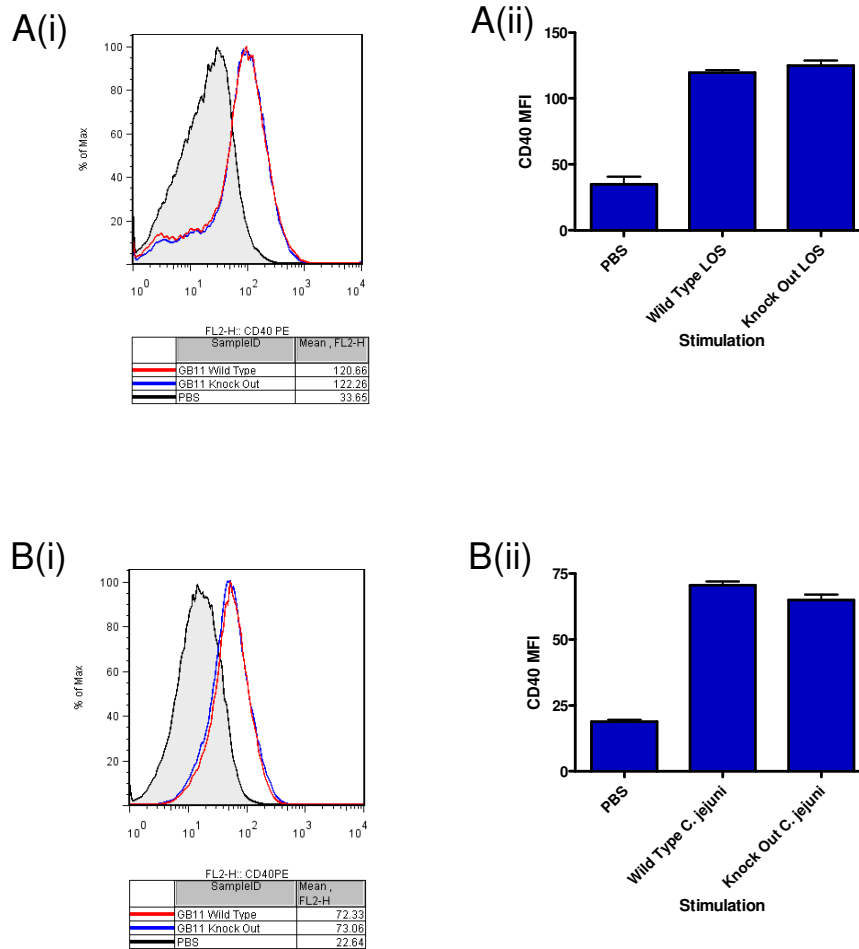 A(i)
% of Max
100
80
60
40
20
10^0 10^1 10^2 10^3 10^4
FL2-H:: CD40 PE
SampleID Mean , FL2-H
GB11 Wild Type 120.66
GB11 Knock Out 122.26
PBS 33.65
A(ii)
CD40 MFI
150
100
50
0
PBS
Wild Type LOS
Knock Out LOS
Stimulation
B(i)
% of Max
100
80
60
40
20
10^0 10^1 10^2 10^3 10^4
FL2-H:: CD40PE
SampleID Mean ,
FL2-H
GB11 Wild Type 72.33
GB11 Knock Out 73.06
PBS 22.64
B(ii)
CD40 MFI
75
50
25
0
PBS
Wild Type C. jejuni
Knock Out C. jejuni
Stimulation